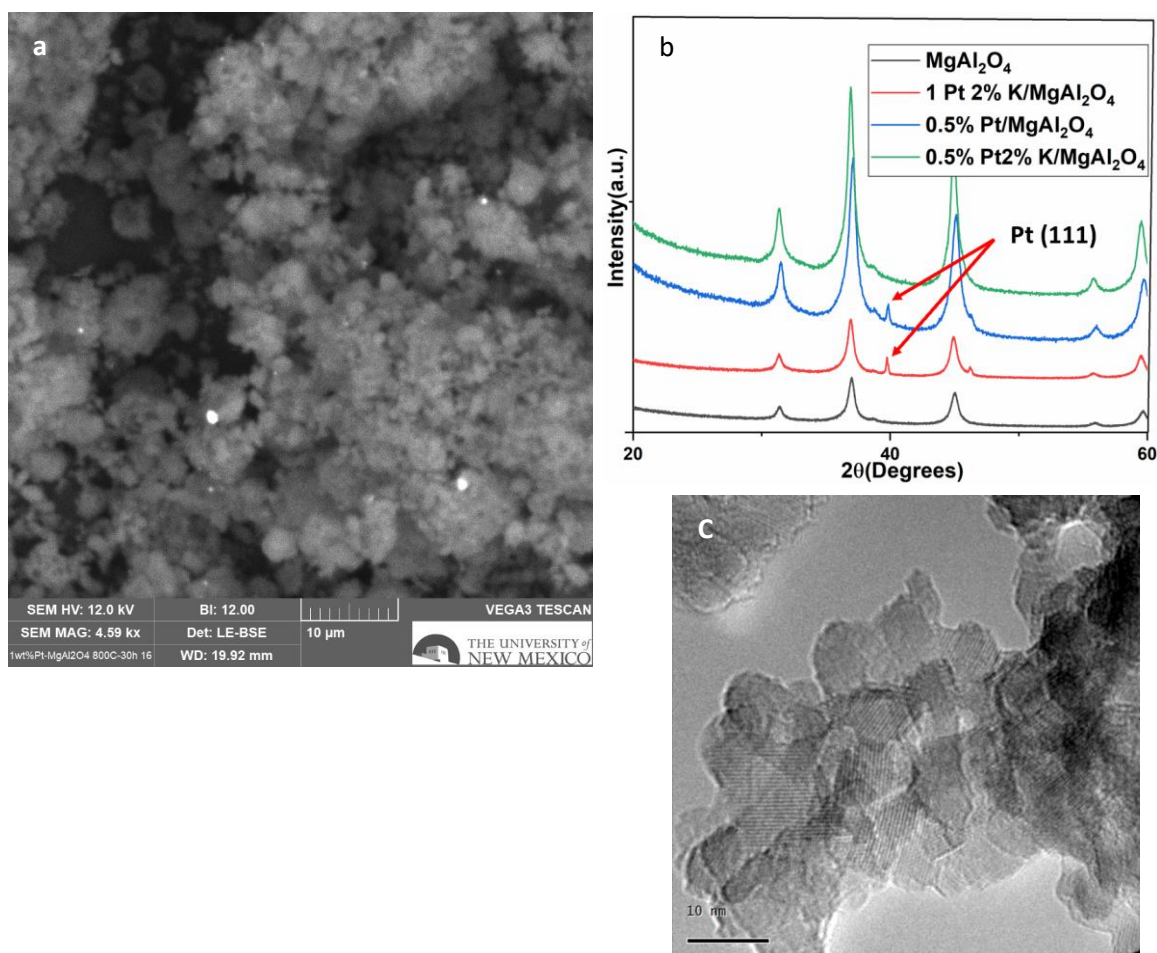 a
SEM HV: 12.0 kV
BI: 12.00
VEGA3 TESCAN
SEM MAG: 4.59 kx
Det: LE-BSE
10 µm
1wt%Pt-MgAl2O4 800C-30h 16
WD: 19.92 mm
THE UNIVERSITY of
NEW MEXICO
b
MgAl₂O₄
1 Pt 2% K/MgAl₂O₄
0.5% Pt/MgAl₂O₄
0.5% Pt2% K/MgAl₂O₄
Pt (111)
Intensity(a.u.)
20
40
60
2θ(Degrees)
C
10 nm